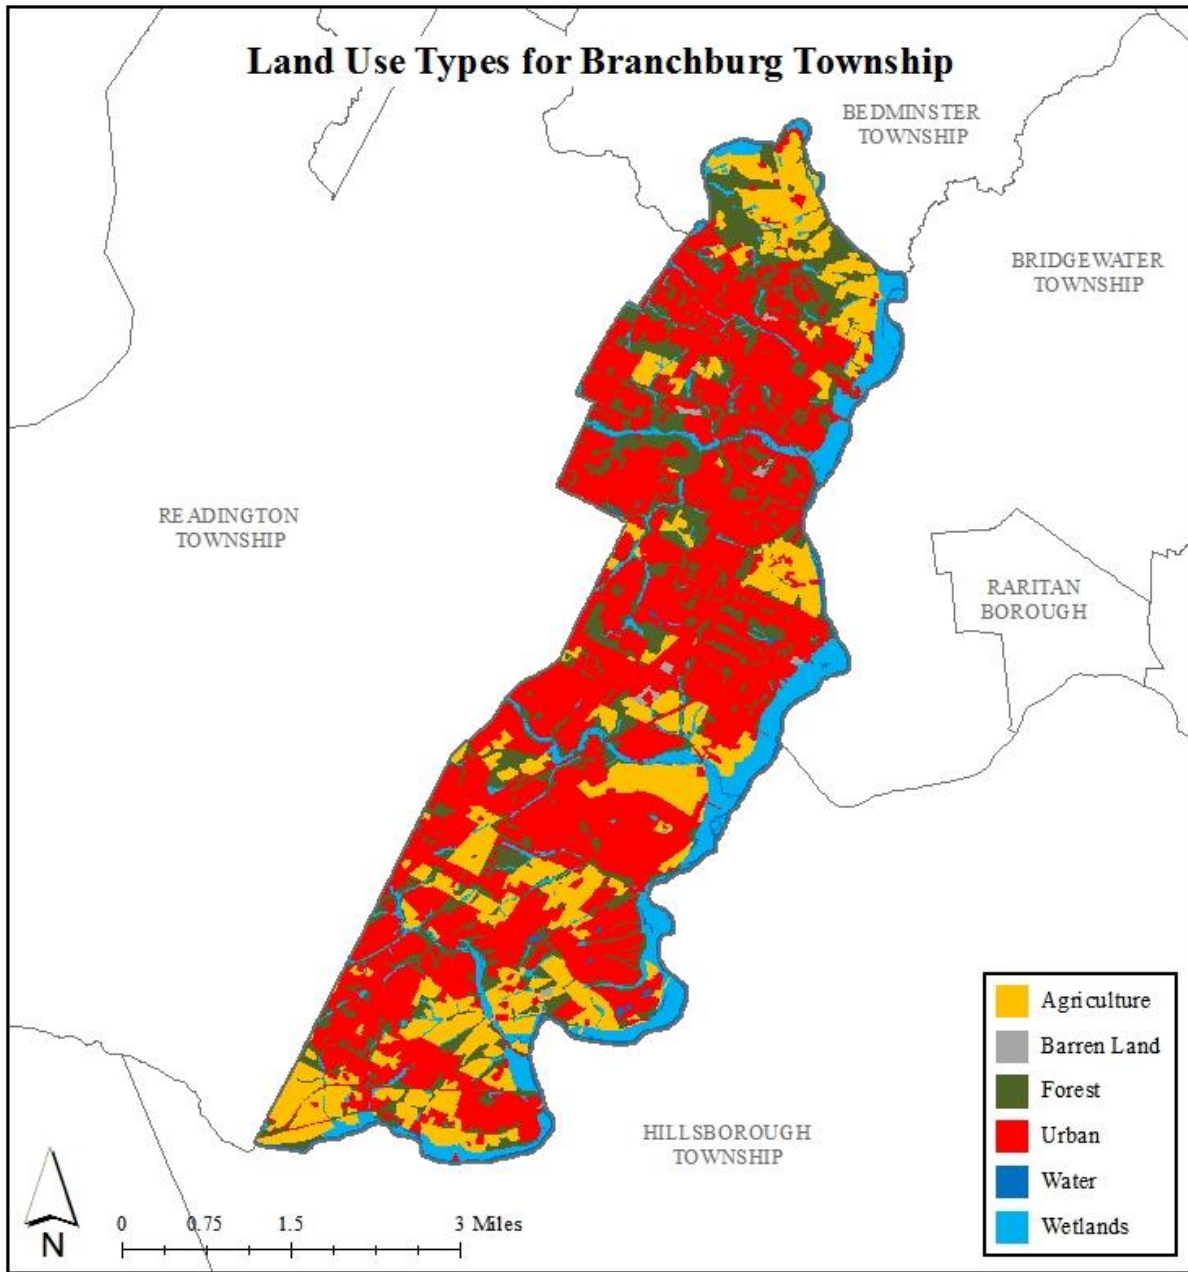 Land Use Types for Branchburg Township
BEDMINSTER
TOWNSHIP
BRIDGEWATER
TOWNSHIP
READINGTON
TOWNSHIP
RARITAN
BOROUGH
HILLSBOROUGH
TOWNSHIP
Agriculture
Barren Land
Forest
Urban
Water
Wetlands
N
0 0.75 1.5 3 Miles